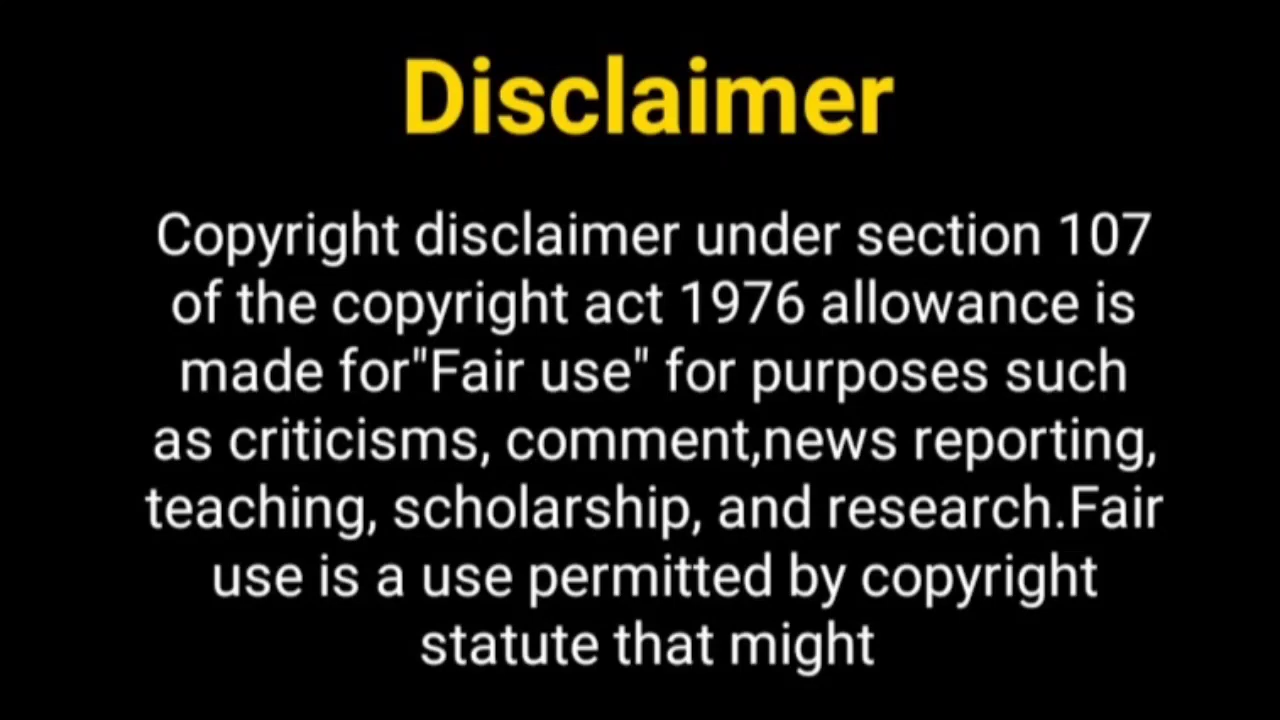 Disclaimer
Copyright disclaimer under section 107
of the copyright act 1976 allowance is
made for"Fair use" for purposes such
as criticisms, comment,news reporting,
teaching, scholarship, and research.Fair
use is a use permitted by copyright
statute that might